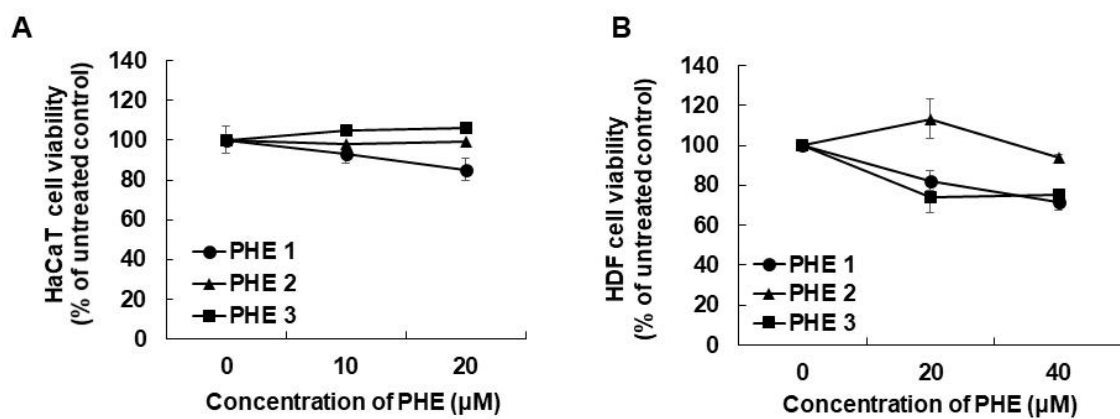 A
HaCaT cell viability
(% of untreated control)
140
120
100
80
60
40
20
0
PHE 1
PHE 2
PHE 3
0 10 20
Concentration of PHE (µM)
B
HDF cell viability
(% of untreated control)
140
120
100
80
60
40
20
0
PHE 1
PHE 2
PHE 3
0 20 40
Concentration of PHE (µM)